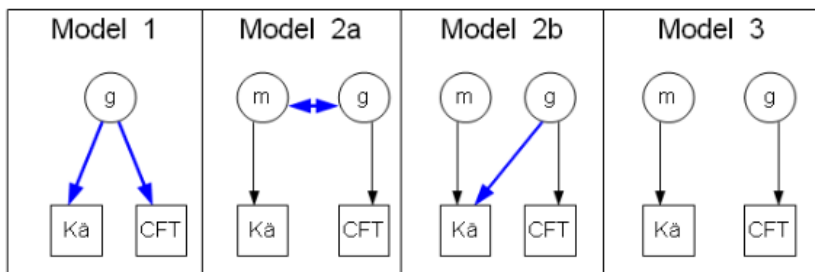 Model 1 Model 2a Model 2b Model 3
g m g m g m g
Kä CFT Kä CFT Kä CFT Kä CFT